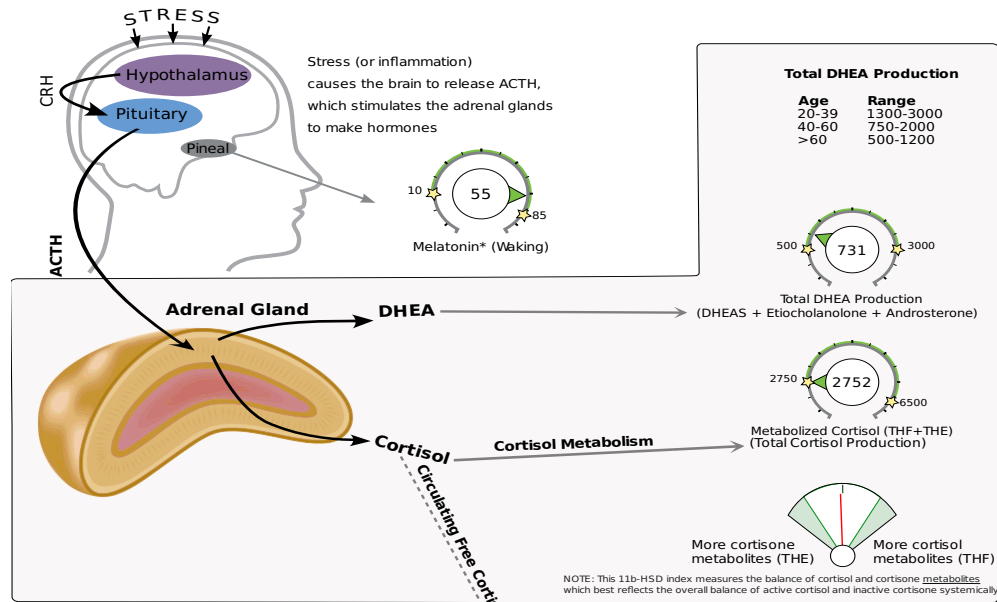 STRESS
Hypothalamus
CRH
Pituitary
Pineal
ACTH
Stress (or inflammation)
causes the brain to release ACTH,
which stimulates the adrenal glands
to make hormones
10
55
85
Melatonin* (Waking)
Total DHEA Production
Age Range
20-39 1300-3000
40-60 750-2000
>60 500-1200
500
731
3000
Total DHEA Production
(DHEAS + Etiocholanolone + Androsterone)
Adrenal Gland
DHEA
2750
2752
6500
Metabolized Cortisol (THF+THE)
(Total Cortisol Production)
Cortisol
Cortisol Metabolism
Circulating Free Corti
More cortisone
metabolites (THE)
More cortisol
metabolites (THF)
NOTE: This 11b-HSD index measures the balance of cortisol and cortisone metabolites
which best reflects the overall balance of active cortisol and inactive cortisone systemically